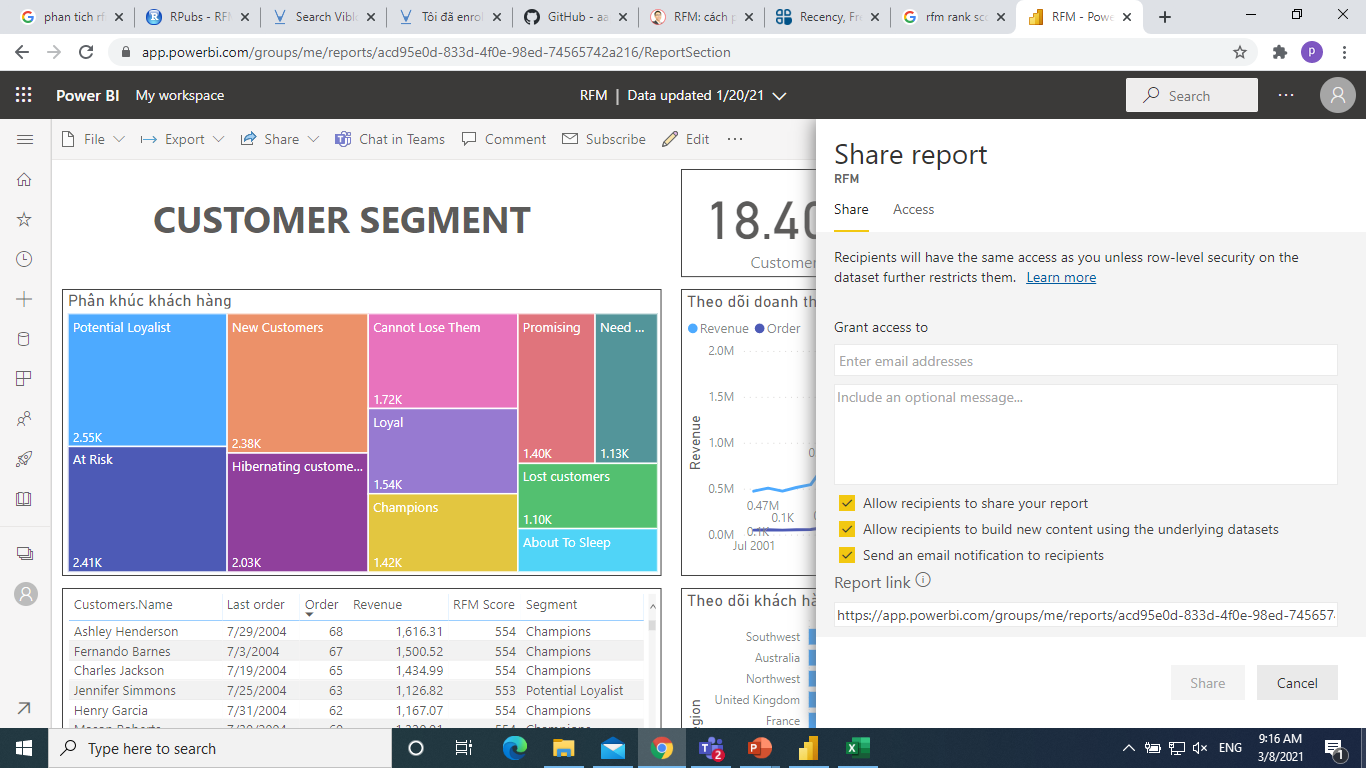 phan tich rf
RPubs - RFM
Search Vibl
Tôi đã enro
GitHub - aa
RFM: cách p
Recency, Fr
rfm rank sc
RFM - Powe
app.powerbi.com/groups/me/reports/acd95e0d-833d-4f0e-98ed-74565742a216/ReportSection
P
Power BI My workspace
RFM | Data updated 1/20/21
Search
File Export Share Chat in Teams Comment Subscribe Edit
CUSTOMER SEGMENT
18.40
Customer
Phân khúc khách hàng
Potential Loyalist
2.55K
New Customers
2.38K
Cannot Lose Them
1.72K
Promising
1.40K
Need ...
1.13K
At Risk
2.41K
Hibernating custome...
2.03K
Loyal
1.54K
Champions
1.42K
Lost customers
1.10K
About To Sleep
Theo dõi doanh th
Revenue Order
2.0M
1.5M
1.0M
0.5M
0.0M
Revenue
0.47M
0.1K
0.1K
Jul 2001
Customers.Name Last order Order Revenue RFM Score Segment
Ashley Henderson 7/29/2004 68 1,616.31 554 Champions
Fernando Barnes 7/3/2004 67 1,500.52 554 Champions
Charles Jackson 7/19/2004 65 1,434.99 554 Champions
Jennifer Simmons 7/25/2004 63 1,126.82 553 Potential Loyalist
Henry Garcia 7/31/2004 62 1,167.07 554 Champions
Theo dõi khách hà
Southwest
Australia
Northwest
United Kingdom
France
gion
Share report
RFM
Share Access
Recipients will have the same access as you unless row-level security on the
dataset further restricts them. Learn more
Grant access to
Enter email addresses
Include an optional message...
Allow recipients to share your report
Allow recipients to build new content using the underlying datasets
Send an email notification to recipients
Report link
https://app.powerbi.com/groups/me/reports/acd95e0d-833d-4f0e-98ed-74565
Share Cancel
Type here to search
2
ENG
9:16 AM
3/8/2021
1